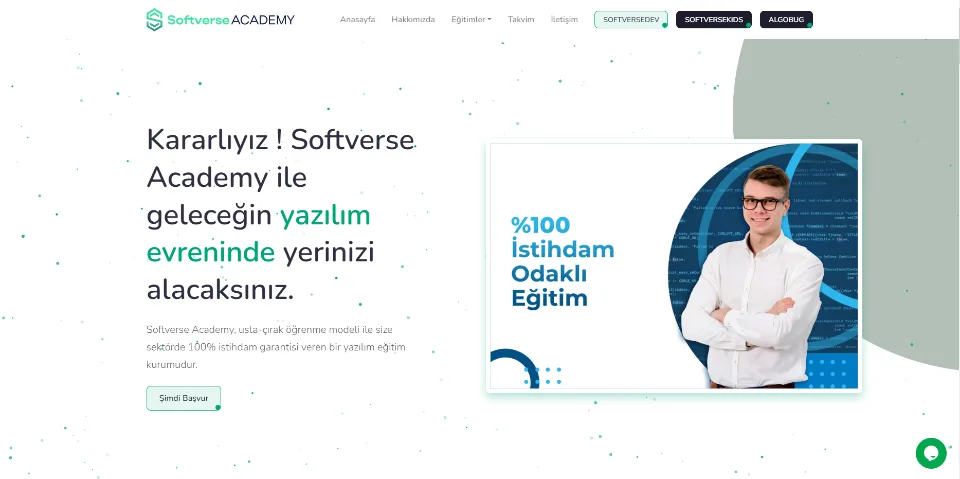 Softverse ACADEMY
Anasayfa
Hakkımızda
Eğitimler
Takvim
İletişim
SOFTVERSEDEV
SOFTVERSEKIDS
ALGOBUG
Kararlıyız ! Softverse
Academy ile
geleceğin yazılım
evreninde yerinizi
alacaksınız.
Softverse Academy, usta-çırak öğrenme modeli ile size
sektörde 100% istihdam garantisi veren bir yazılım eğitim
kurumudur.
Şimdi Başvur
%100
İstihdam
Odaklı
Eğitim